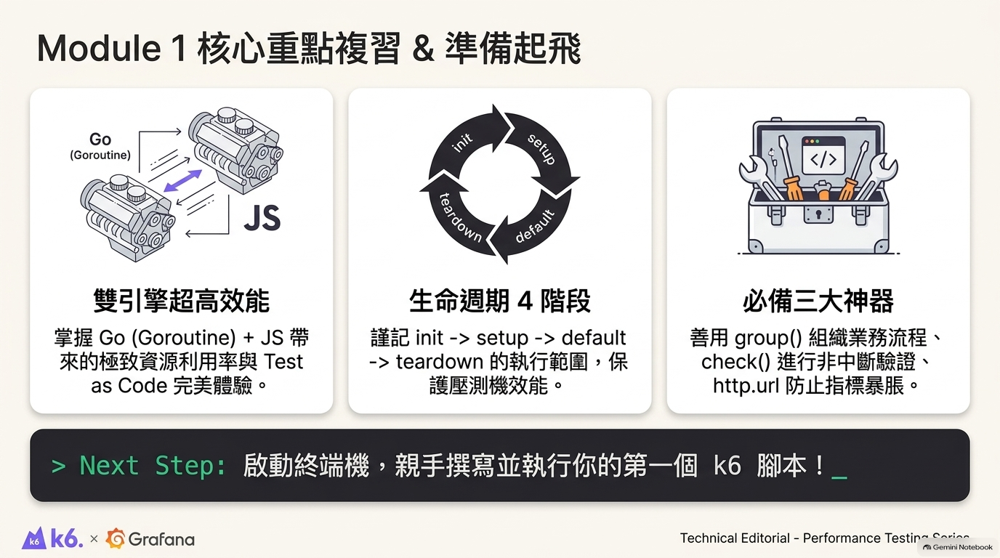 Module 1 核心重點複習 & 準備起飛
Go
(Goroutine)
JS
雙引擎超高效能
掌握 Go (Goroutine) + JS 帶
來的極致資源利用率與 Test
as Code 完美體驗。
init
setup
default
teardown
生命週期 4 階段
謹記 init -> setup -> default
-> teardown 的執行範圍，保
護壓測機效能。
</>
必備三大神器
善用 group() 組織業務流程、
check() 進行非中斷驗證、
http.url 防止指標暴脹。
> Next Step: 啟動終端機，親手撰寫並執行你的第一個 k6 腳本！_
k6 k6. × Grafana
Technical Editorial - Performance Testing Series
Gemini Notebook